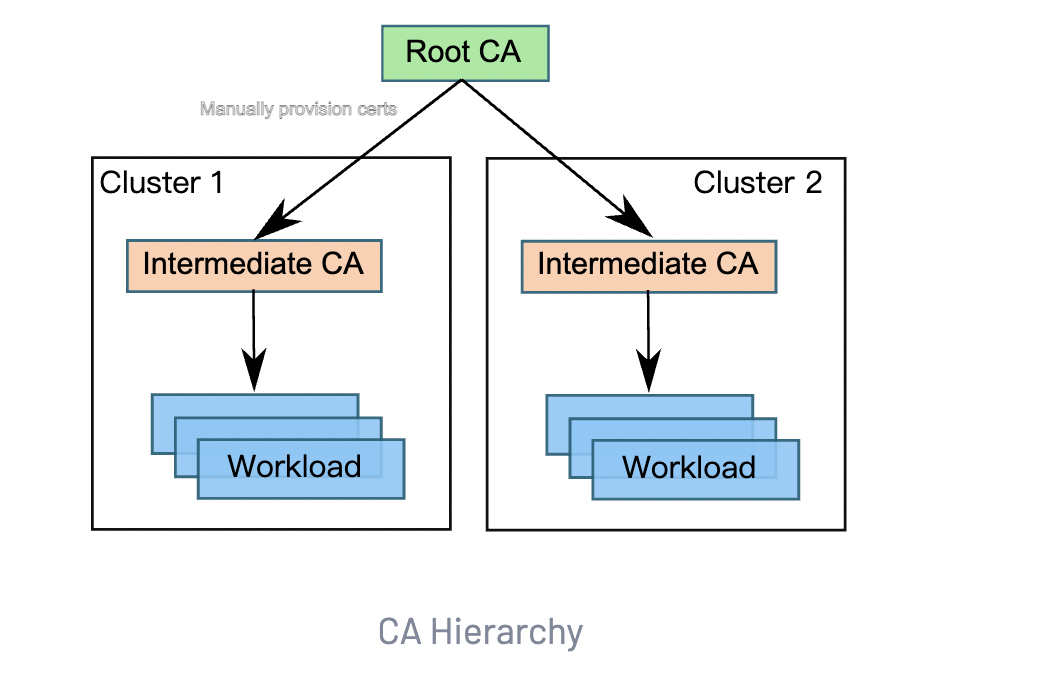 Root CA
Manually provision certs
Cluster 1
Cluster 2
Intermediate CA
Intermediate CA
Workload
Workload
CA Hierarchy